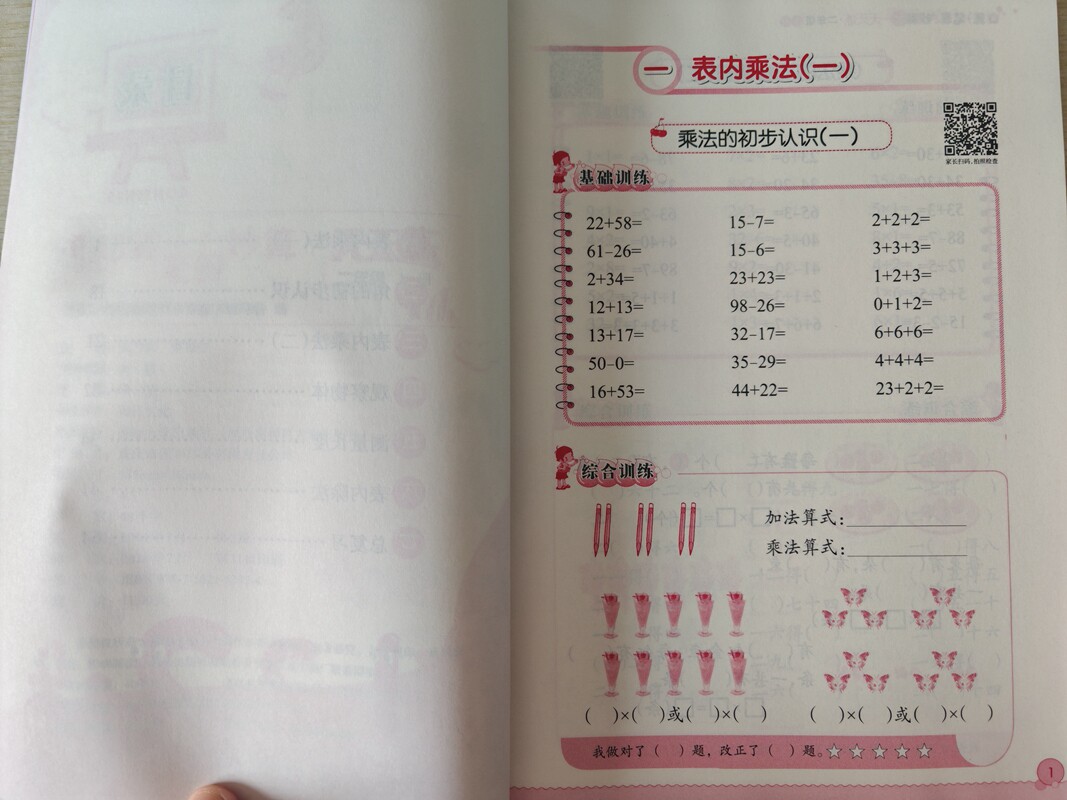 一 表内乘法(一)
乘法的初步认识(一)
家长扫码，拍照检查
基础训练
22+58= 15-7= 2+2+2=
61-26= 15-6= 3+3+3=
2+34= 23+23= 1+2+3=
12+13= 98-26= 0+1+2=
13+17= 32-17= 6+6+6=
50-0= 35-29= 4+4+4=
16+53= 44+22= 23+2+2=
综合训练
加法算式：
乘法算式：
( )×( )或( )×( ) ( )×( )或( )×( )
我做对了( )题，改正了( )题。
1